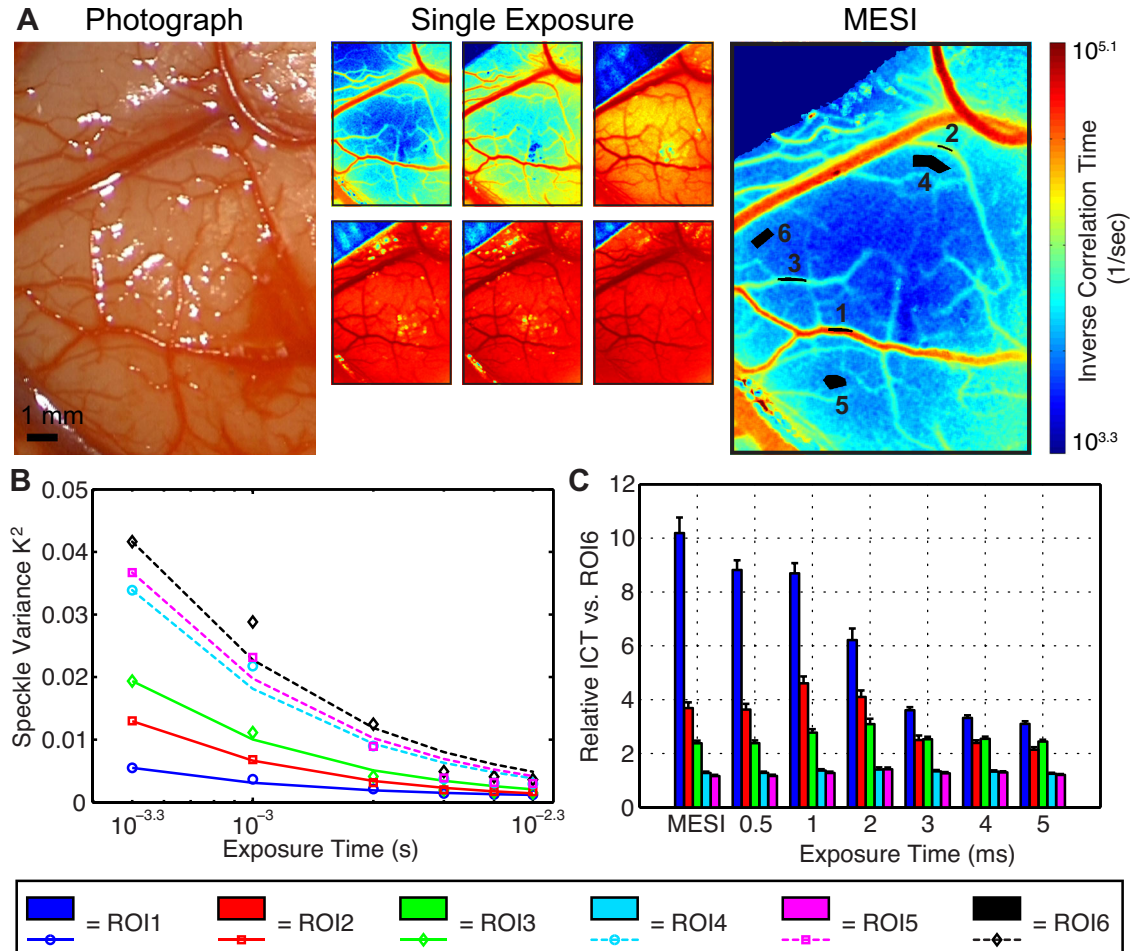 A Photograph Single Exposure MESI
1 mm
2
4
6
3
1
5
10^5.1
Inverse Correlation Time
(1/sec)
10^3.3
B
0.05
0.04
0.03
0.02
0.01
0
Speckle Variance K²
10^-3.3 10^-3 10^-2.3
Exposure Time (s)
C
12
10
8
6
4
2
0
Relative ICT vs. ROI6
MESI 0.5 1 2 3 4 5
Exposure Time (ms)
= ROI1 = ROI2 = ROI3 = ROI4 = ROI5 = ROI6